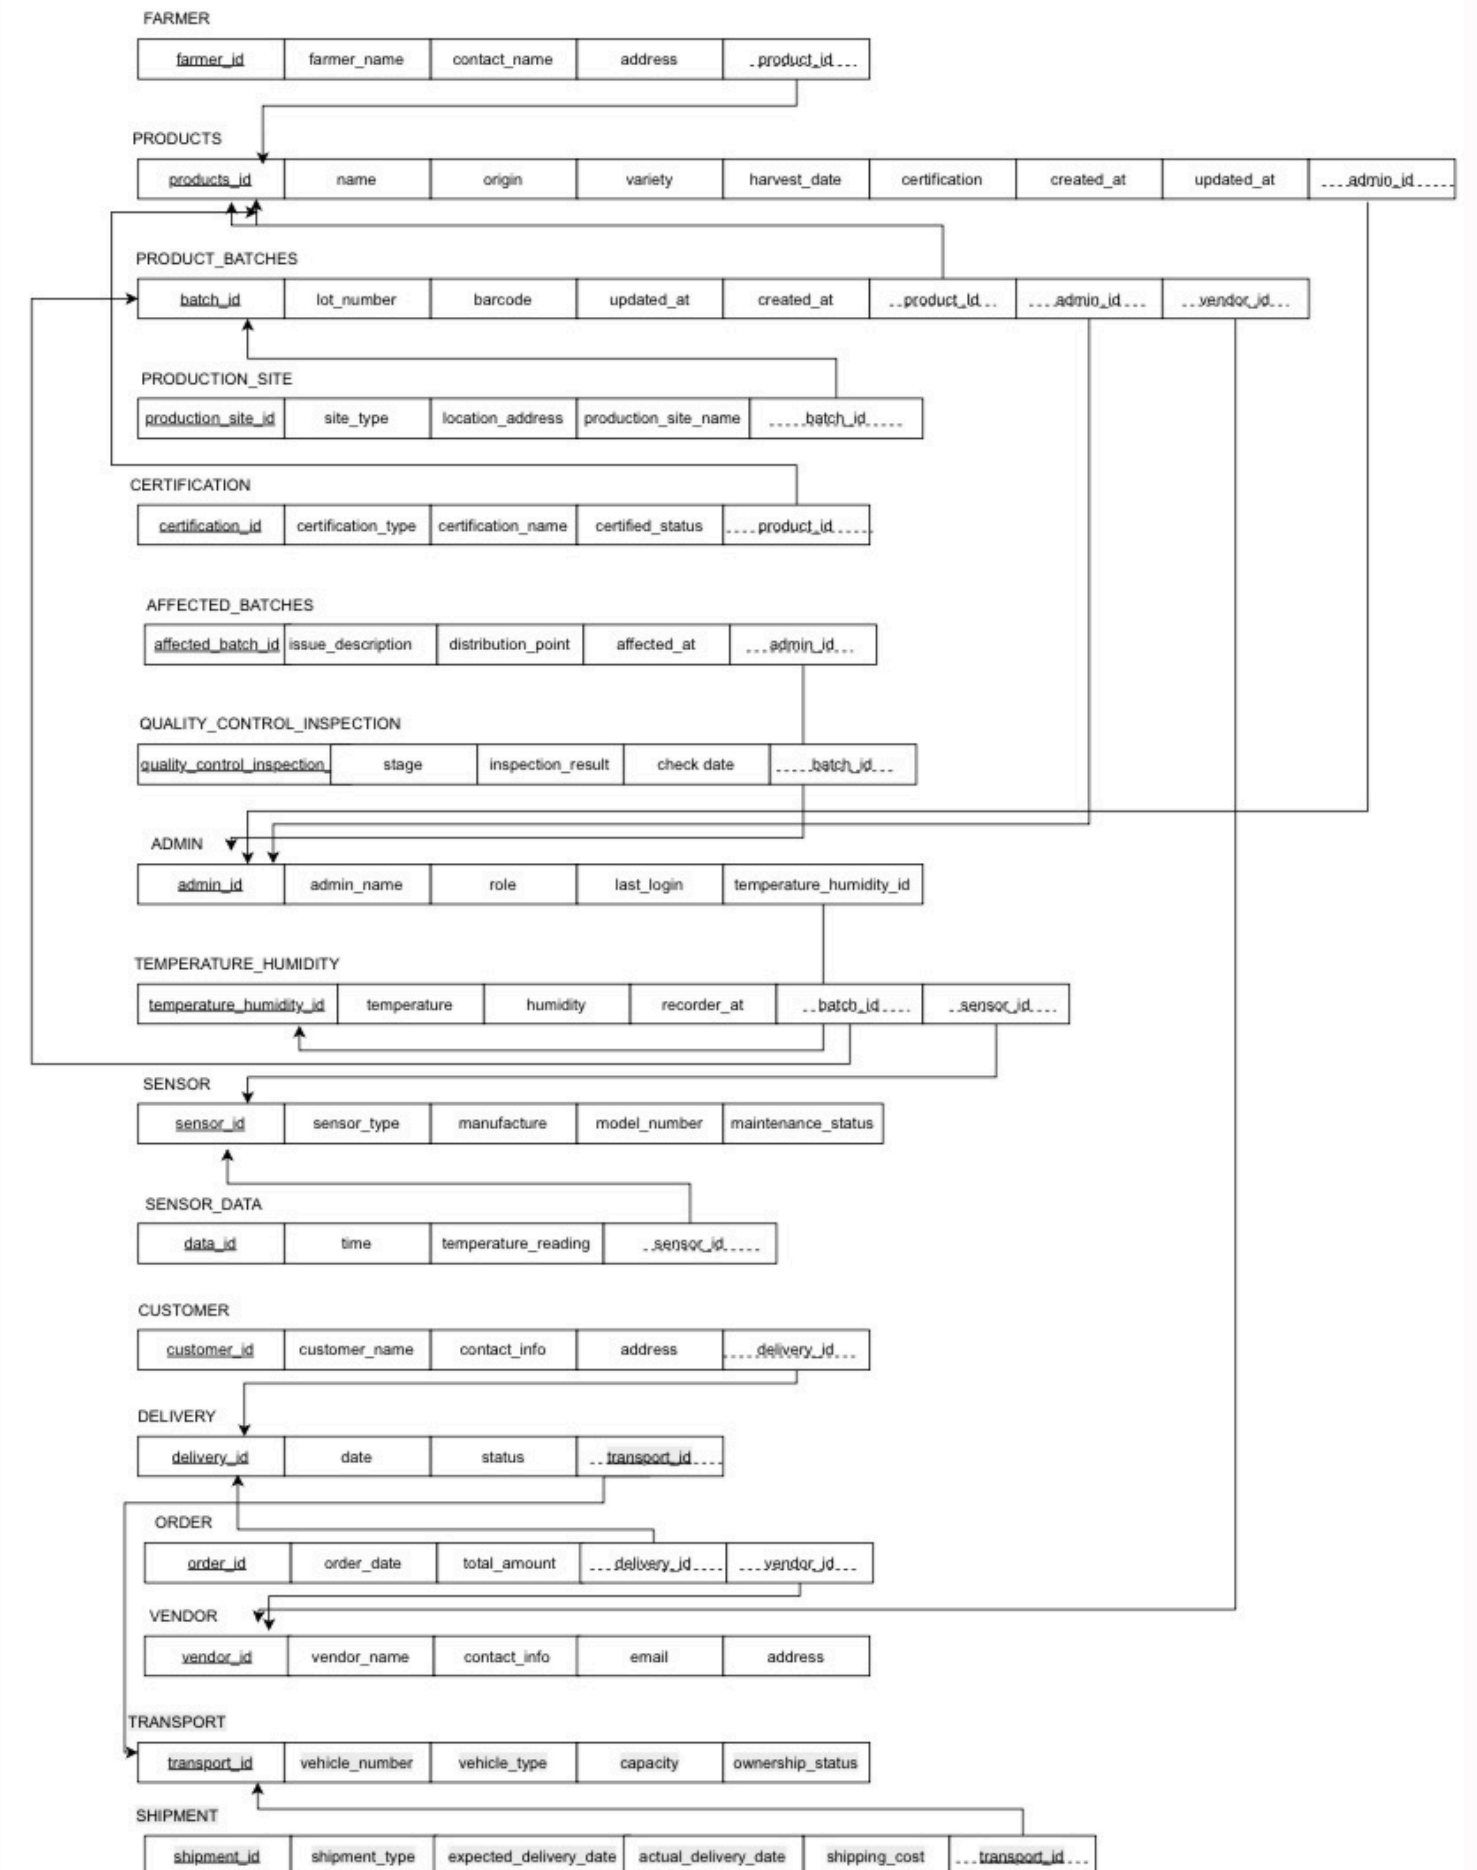 FARMER
farmer_id farmer_name contact_name address product_id
PRODUCTS
products_id name origin variety harvest_date certification created_at updated_at admin_id
PRODUCT_BATCHES
batch_id lot_number barcode updated_at created_at product_Id admin_id vendor_id
PRODUCTION_SITE
production_site_id site_type location_address production_site_name batch_id
CERTIFICATION
certification_id certification_type certification_name certified_status product_id
AFFECTED_BATCHES
affected_batch_id issue_description distribution_point affected_at admin_id
QUALITY_CONTROL_INSPECTION
quality_control_inspection_ stage inspection_result check date batch_id
ADMIN
admin_id admin_name role last_login temperature_humidity_id
TEMPERATURE_HUMIDITY
temperature_humidity_id temperature humidity recorder_at batch_id sensor_id
SENSOR
sensor_id sensor_type manufacture model_number maintenance_status
SENSOR_DATA
data_id time temperature_reading sensor_id
CUSTOMER
customer_id customer_name contact_info address delivery_id
DELIVERY
delivery_id date status transport_id
ORDER
order_id order_date total_amount delivery_id vendor_id
VENDOR
vendor_id vendor_name contact_info email address
TRANSPORT
transport_id vehicle_number vehicle_type capacity ownership_status
SHIPMENT
shipment_id shipment_type expected_delivery_date actual_delivery_date shipping_cost transport_id